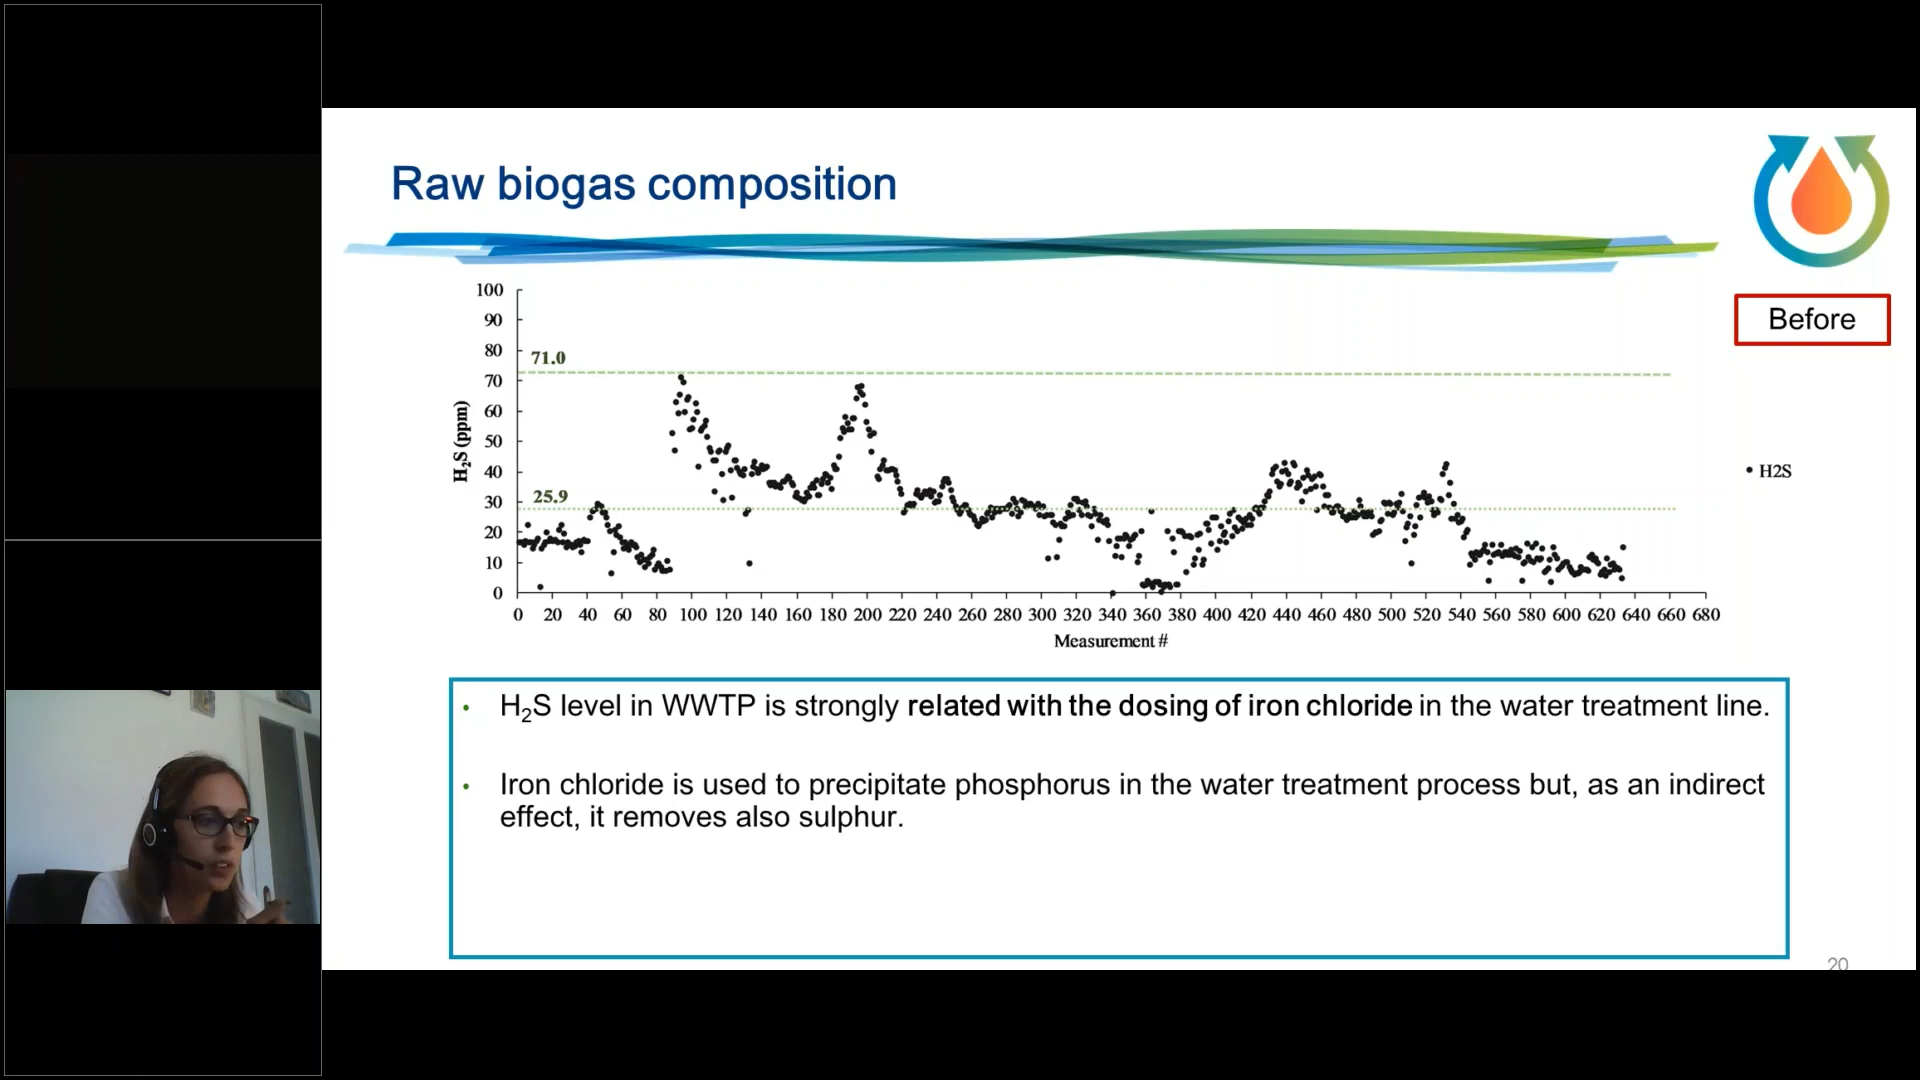 Raw biogas composition
Before
100
90
80
70
60
50
40
30
20
10
0
H₂S (ppm)
71.0
25.9
H2S
0 20 40 60 80 100 120 140 160 180 200 220 240 260 280 300 320 340 360 380 400 420 440 460 480 500 520 540 560 580 600 620 640 660 680
Measurement #
• H₂S level in WWTP is strongly related with the dosing of iron chloride in the water treatment line.
• Iron chloride is used to precipitate phosphorus in the water treatment process but, as an indirect
effect, it removes also sulphur.
20